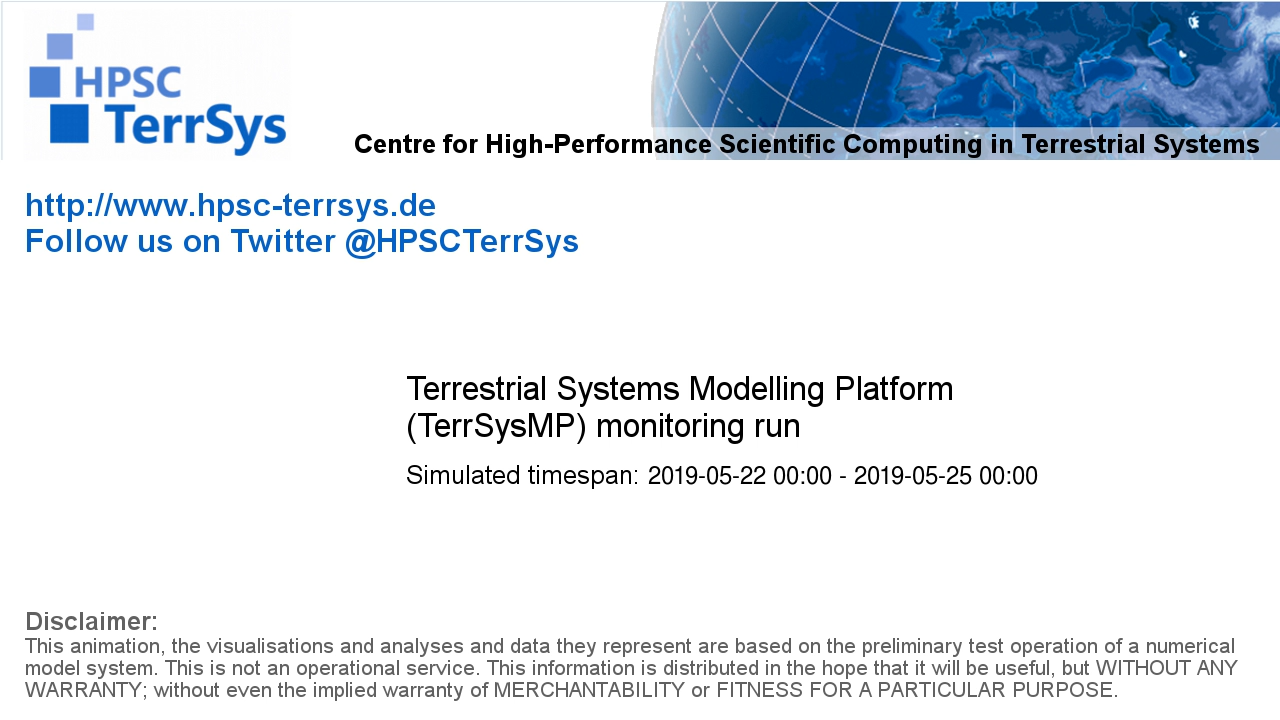 HPSC
TerrSys
Centre for High-Performance Scientific Computing in Terrestrial Systems
http://www.hpsc-terrsys.de
Follow us on Twitter @HPSCTerrSys
Terrestrial Systems Modelling Platform
(TerrSysMP) monitoring run
Simulated timespan: 2019-05-22 00:00 - 2019-05-25 00:00
Disclaimer:
This animation, the visualisations and analyses and data they represent are based on the preliminary test operation of a numerical
model system. This is not an operational service. This information is distributed in the hope that it will be useful, but WITHOUT ANY
WARRANTY; without even the implied warranty of MERCHANTABILITY or FITNESS FOR A PARTICULAR PURPOSE.